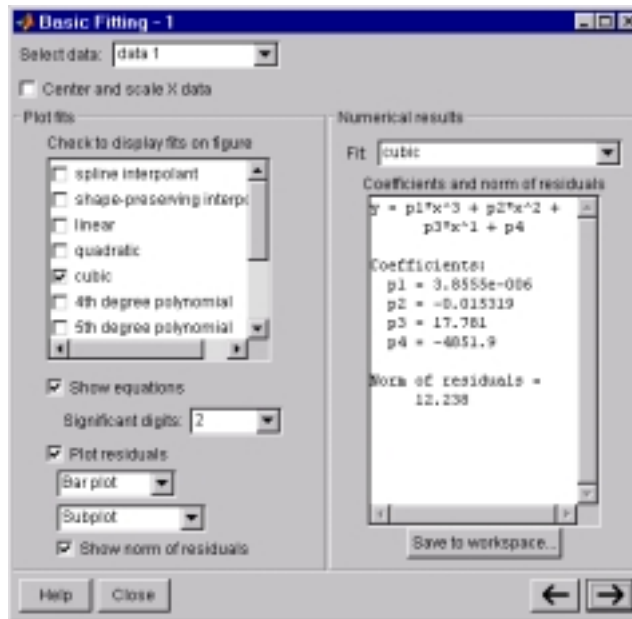 Basic Fitting - 1
Select data: data 1
Center and scale X data
Plot fits
Check to display fits on figure
spline interpolant
shape-preserving interpo
linear
quadratic
cubic
4th degree polynomial
5th degree polynomial
Show equations
Significant digits: 2
Plot residuals
Bar plot
Subplot
Show norm of residuals
Numerical results
Fit cubic
Coefficients and norm of residuals
y = p1*x^3 + p2*x^2 +
p3*x^1 + p4
Coefficients:
p1 = 3.8555e-006
p2 = -0.015319
p3 = 17.781
p4 = -4851.9
Norm of residuals =
12.238
Save to workspace...
Help
Close